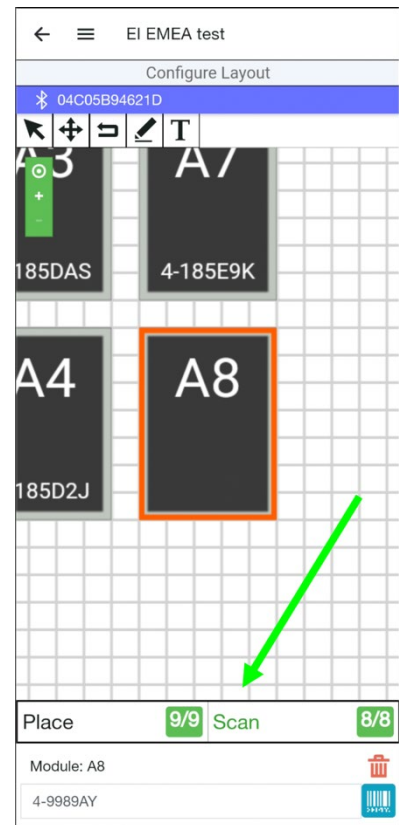 EI EMEA test
Configure Layout
04C05B94621D
T
A3 A7
185DAS 4-185E9K
A4 A8
185D2J
Place 9/9 Scan 8/8
Module: A8
4-9989AY